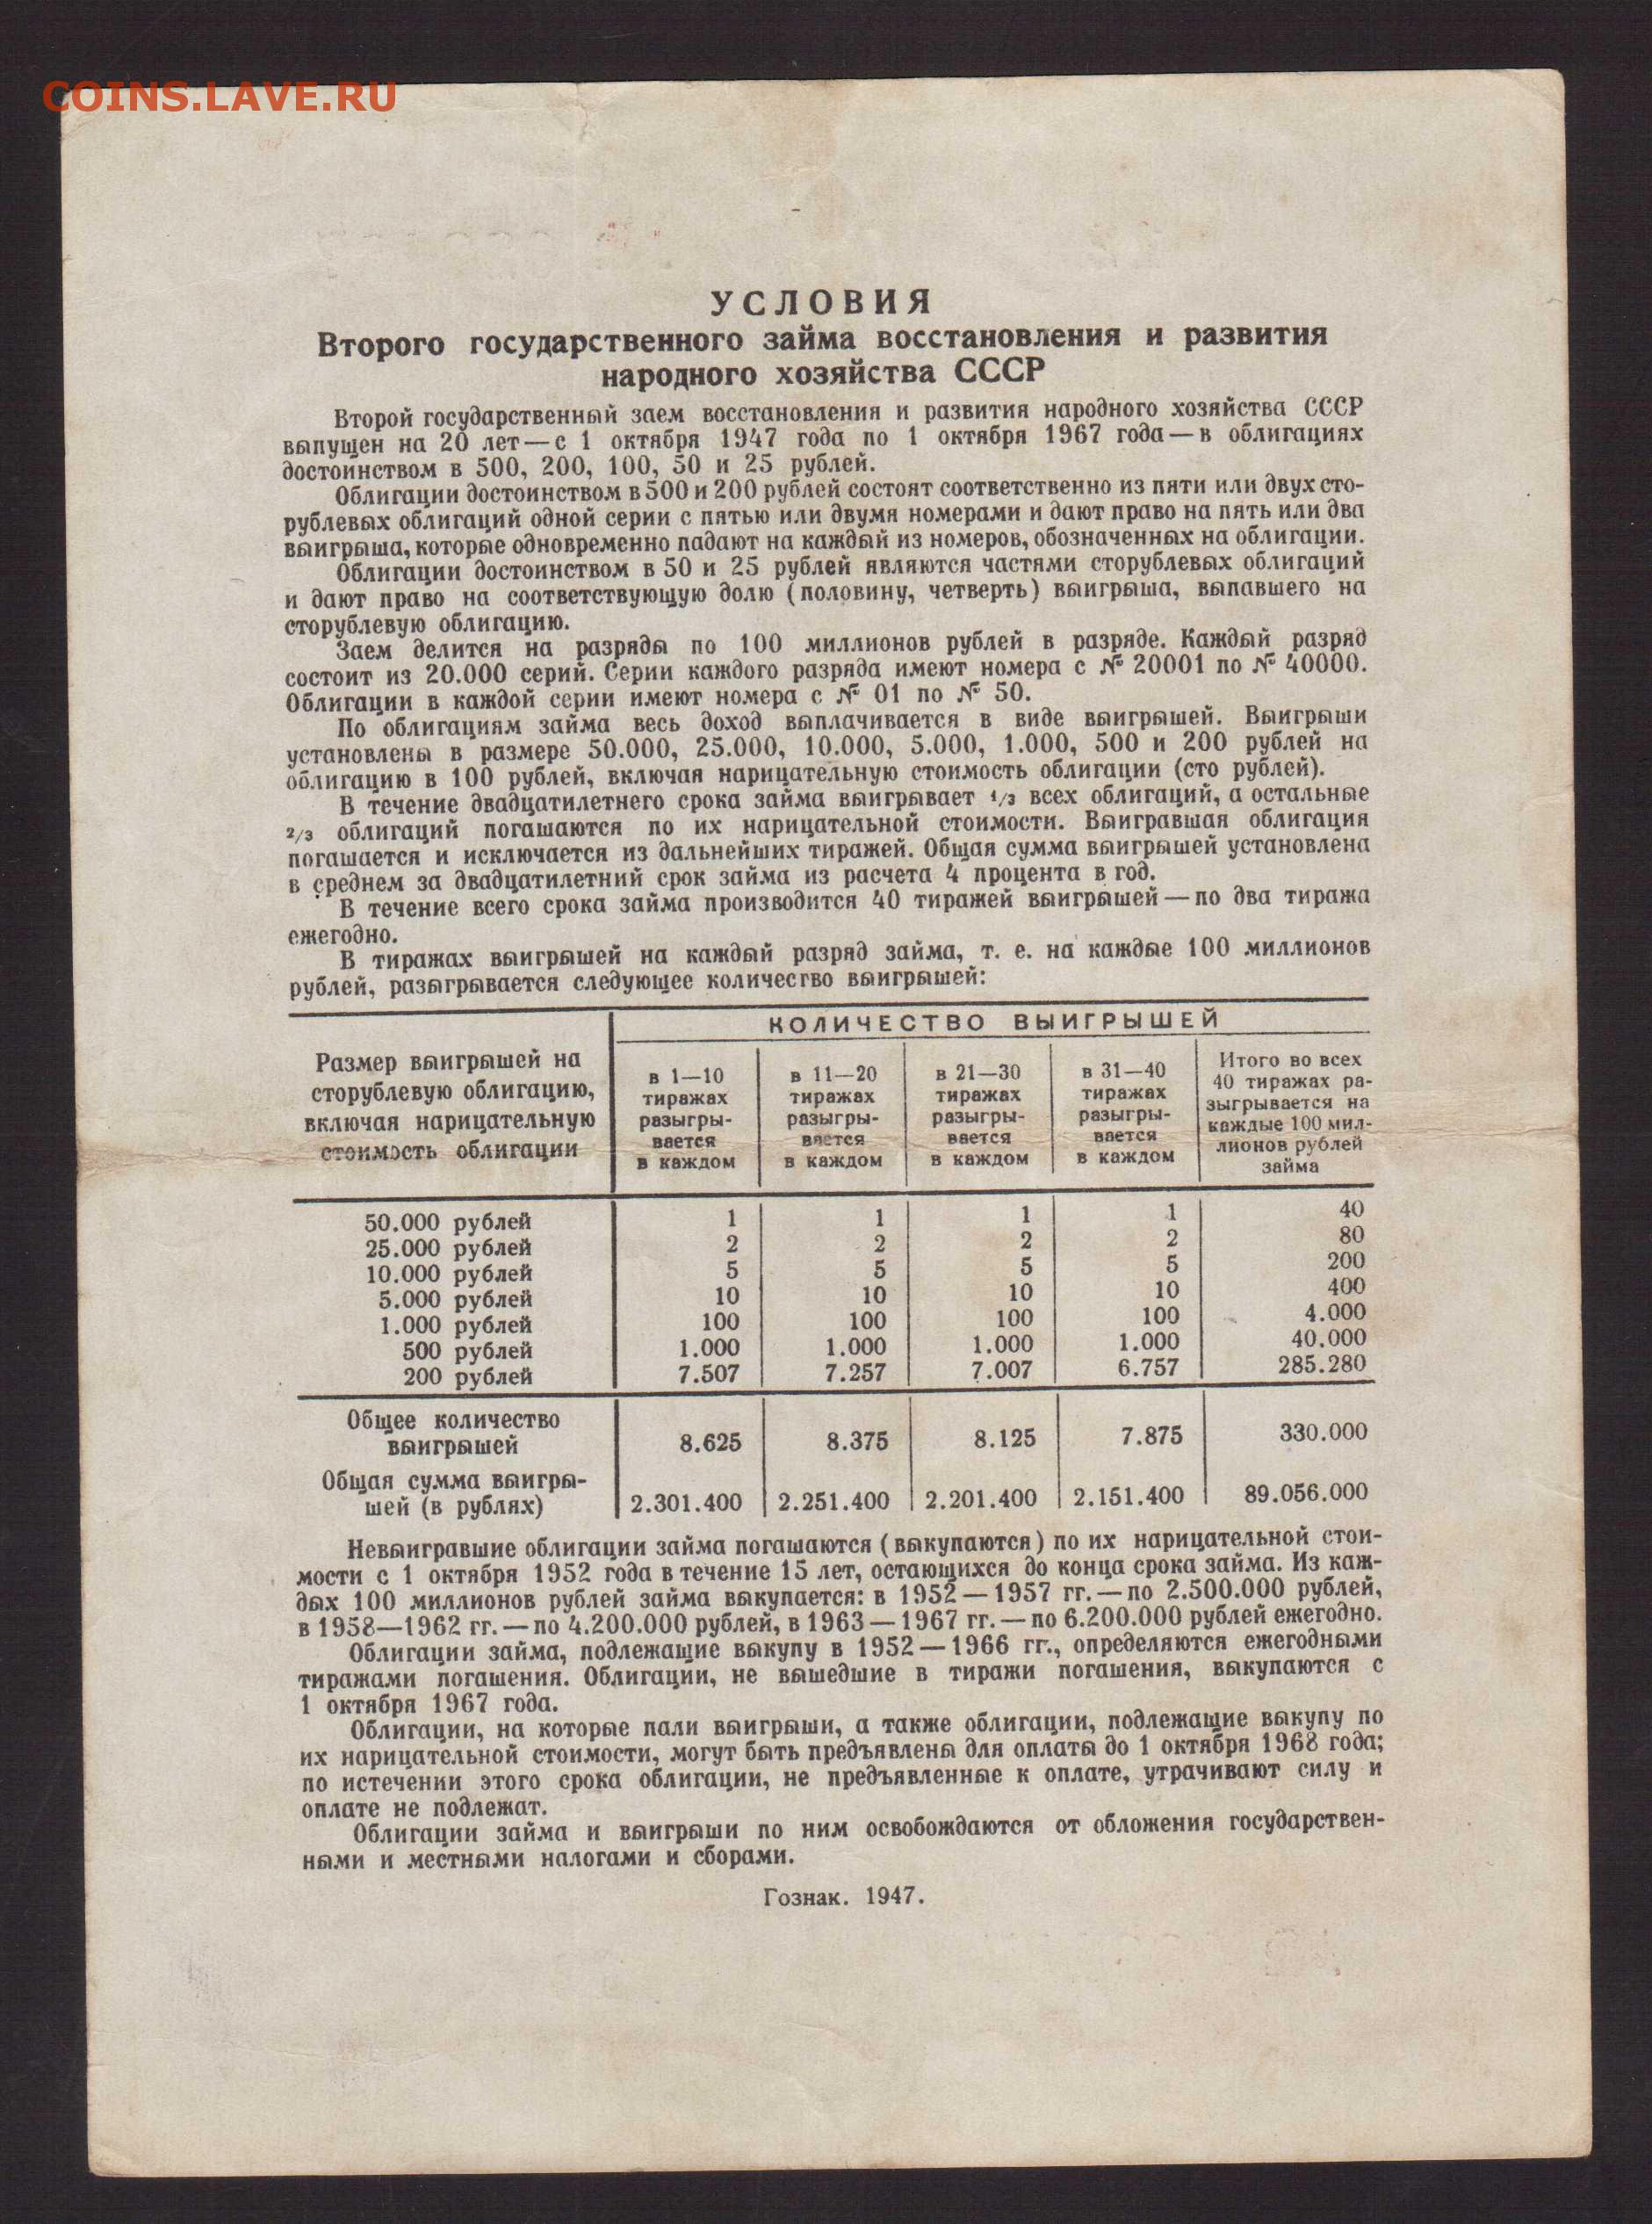 COINS.LAVE.RU
УСЛОВИЯ
Второго государственного займа восстановления и развития
народного хозяйства СССР
Второй государственный заем восстановления и развития народного хозяйства СССР
выпущен на 20 лет — с 1 октября 1947 года по 1 октября 1967 года — в облигациях
достоинством в 500, 200, 100, 50 и 25 рублей.
Облигации достоинством в 500 и 200 рублей состоят соответственно из пяти или двух сто-
рублевых облигаций одной серии с пятью или двумя номерами и дают право на пять или два
выигрыша, которые одновременно падают на каждый из номеров, обозначенных на облигации.
Облигации достоинством в 50 и 25 рублей являются частями сторублевых облигаций
и дают право на соответствующую долю (половину, четверть) выигрыша, выпавшего на
сторублевую облигацию.
Заем делится на разряды по 100 миллионов рублей в разряде. Каждый разряд
состоит из 20.000 серий. Серии каждого разряда имеют номера с № 20001 по № 40000.
Облигации в каждой серии имеют номера с № 01 по № 50.
По облигациям займа весь доход выплачивается в виде выигрышей. Выигрыши
установлены в размере 50.000, 25.000, 10.000, 5.000, 1.000, 500 и 200 рублей на
облигацию в 100 рублей, включая нарицательную стоимость облигации (сто рублей).
В течение двадцатилетнего срока займа выигрывает 1/3 всех облигаций, а остальные
2/3 облигаций погашаются по их нарицательной стоимости. Выигравшая облигация
погашается и исключается из дальнейших тиражей. Общая сумма выигрышей установлена
в среднем за двадцатилетний срок займа из расчета 4 процента в год.
В течение всего срока займа производится 40 тиражей выигрышей — по два тиража
ежегодно.
В тиражах выигрышей на каждый разряд займа, т. е. на каждые 100 миллионов
рублей, разыгрывается следующее количество выигрышей:
Размер выигрышей на
сторублевую облигацию,
включая нарицательную
стоимость облигации
КОЛИЧЕСТВО ВЫИГРЫШЕЙ
в 1—10
тиражах
разыгры-
вается
в каждом
в 11—20
тиражах
разыгры-
вается
в каждом
в 21—30
тиражах
разыгры-
вается
в каждом
в 31—40
тиражах
разыгры-
вается
в каждом
Итого во всех
40 тиражах ра-
зыгрывается на
каждые 100 мил-
лионов рублей
займа
50.000 рублей 1 1 1 1 40
25.000 рублей 2 2 2 2 80
10.000 рублей 5 5 5 5 200
5.000 рублей 10 10 10 10 400
1.000 рублей 100 100 100 100 4.000
500 рублей 1.000 1.000 1.000 1.000 40.000
200 рублей 7.507 7.257 7.007 6.757 285.280
Общее количество
выигрышей 8.625 8.375 8.125 7.875 330.000
Общая сумма выигры-
шей (в рублях) 2.301.400 2.251.400 2.201.400 2.151.400 89.056.000
Невыигравшие облигации займа погашаются (выкупаются) по их нарицательной стои-
мости с 1 октября 1952 года в течение 15 лет, остающихся до конца срока займа. Из каж-
дых 100 миллионов рублей займа выкупается: в 1952 — 1957 гг. — по 2.500.000 рублей,
в 1958—1962 гг. — по 4.200.000 рублей, в 1963 — 1967 гг. — по 6.200.000 рублей ежегодно.
Облигации займа, подлежащие выкупу в 1952 — 1966 гг., определяются ежегодными
тиражами погашения. Облигации, не вышедшие в тиражи погашения, выкупаются с
1 октября 1967 года.
Облигации, на которые пали выигрыши, а также облигации, подлежащие выкупу по
их нарицательной стоимости, могут быть предъявлены для оплаты до 1 октября 1968 года;
по истечении этого срока облигации, не предъявленные к оплате, утрачивают силу и
оплате не подлежат.
Облигации займа и выигрыши по ним освобождаются от обложения государствен-
ными и местными налогами и сборами.
Гознак. 1947.